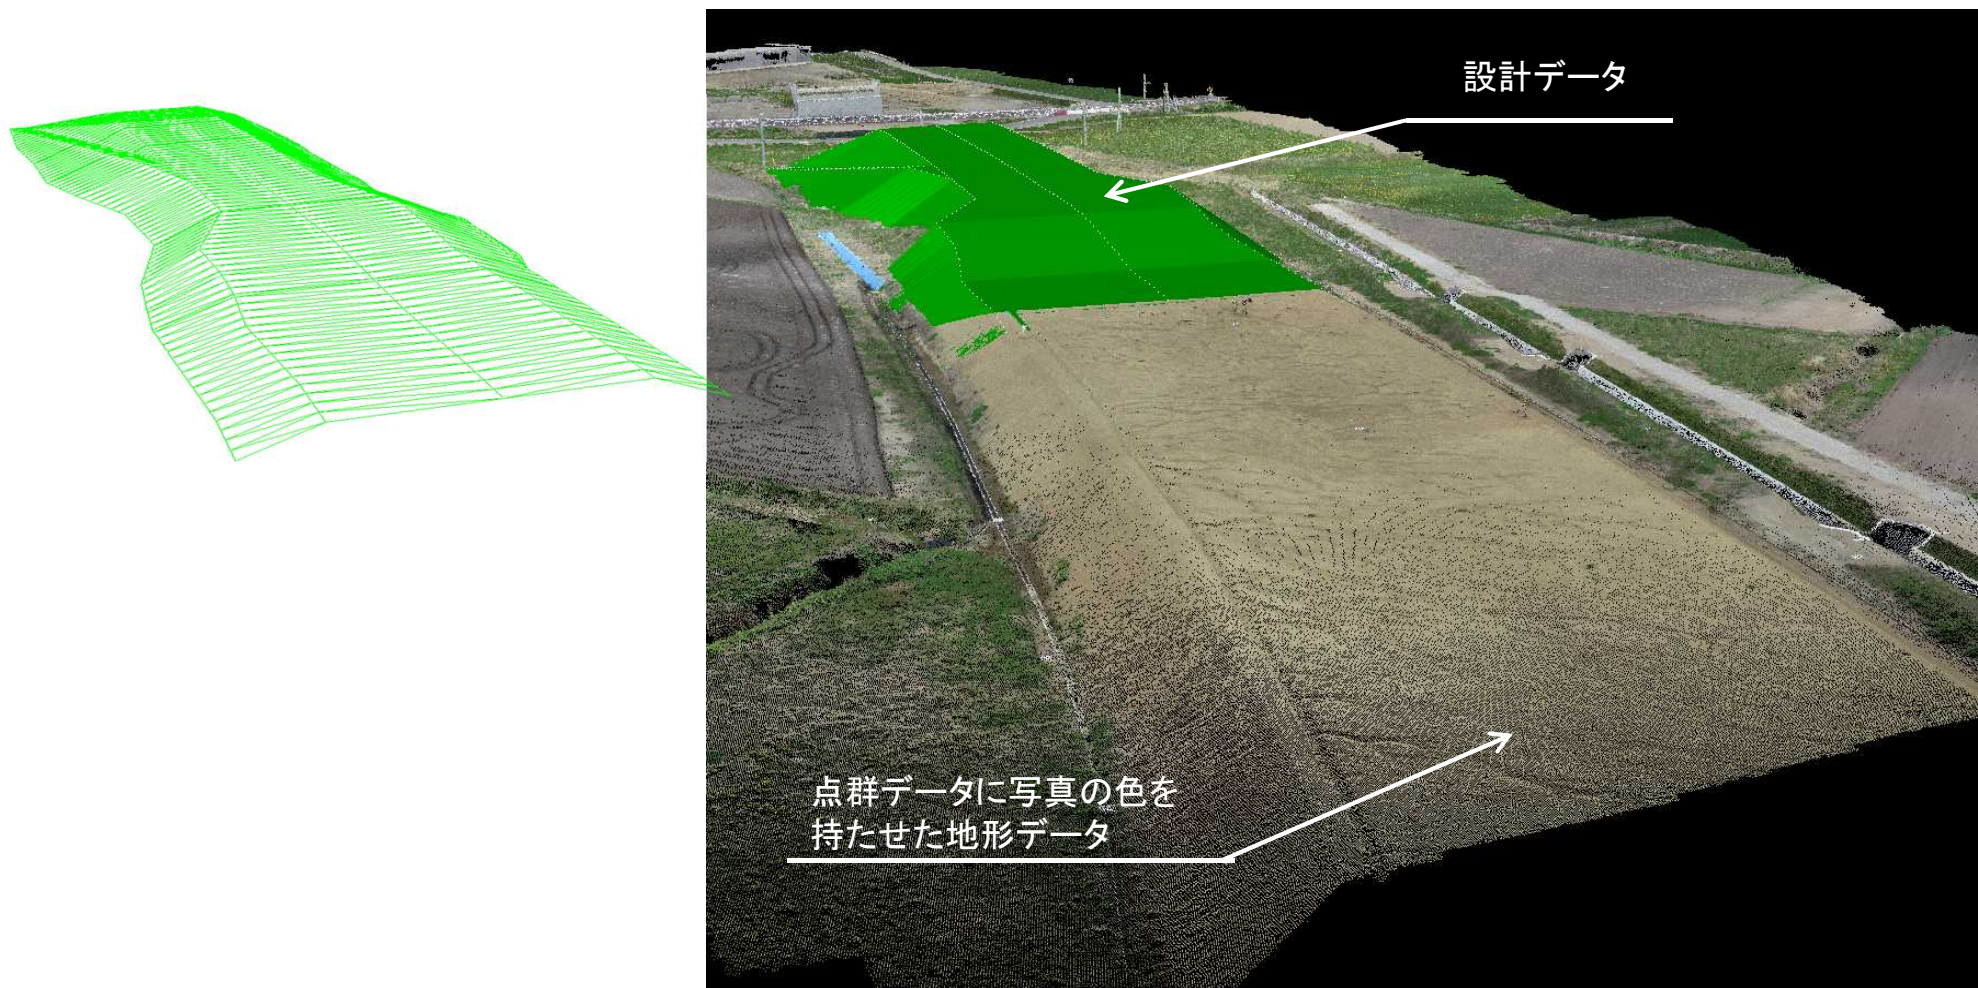 設計データ
点群データに写真の色を
持たせた地形データ